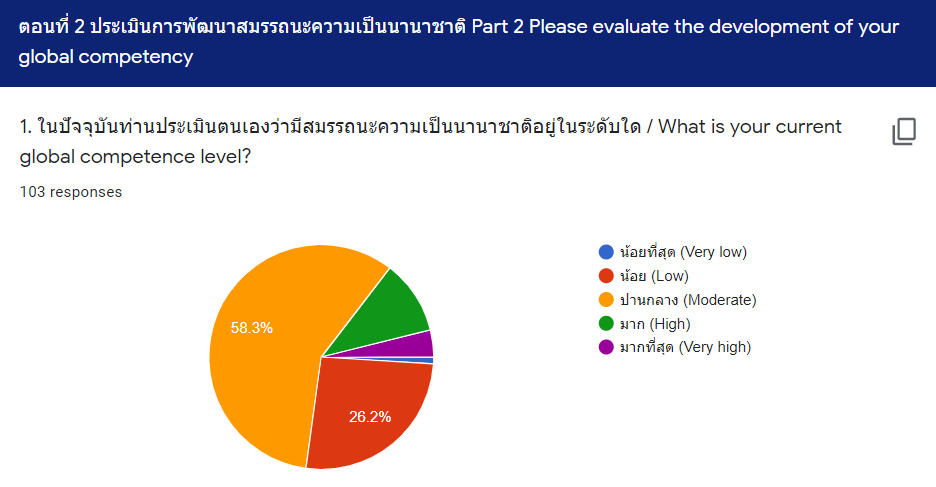 ตอนที่ 2 ประเมินการพัฒนาสมรรถนะความเป็นนานาชาติ Part 2 Please evaluate the development of your
global competency
1. ในปัจจุบันท่านประเมินตนเองว่ามีสมรรถนะความเป็นนานาชาติอยู่ในระดับใด / What is your current
global competence level?
103 responses
น้อยที่สุด (Very low)
น้อย (Low)
ปานกลาง (Moderate)
มาก (High)
มากที่สุด (Very high)
58.3%
26.2%